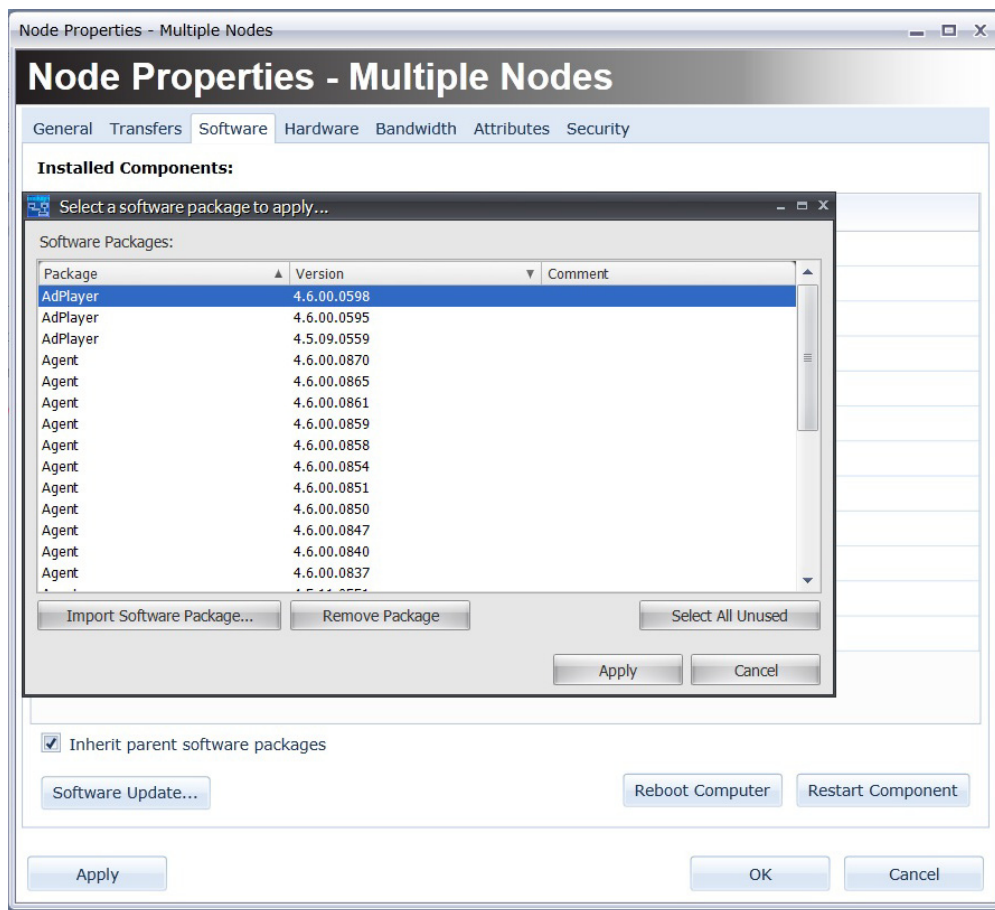 Node Properties - Multiple Nodes
Node Properties - Multiple Nodes
General Transfers Software Hardware Bandwidth Attributes Security
Installed Components:
Select a software package to apply...
Software Packages:
Package Version Comment
AdPlayer 4.6.00.0598
AdPlayer 4.6.00.0595
AdPlayer 4.5.09.0559
Agent 4.6.00.0870
Agent 4.6.00.0865
Agent 4.6.00.0861
Agent 4.6.00.0859
Agent 4.6.00.0858
Agent 4.6.00.0854
Agent 4.6.00.0851
Agent 4.6.00.0850
Agent 4.6.00.0847
Agent 4.6.00.0840
Agent 4.6.00.0837
Import Software Package... Remove Package Select All Unused
Apply Cancel
Inherit parent software packages
Software Update... Reboot Computer Restart Component
Apply OK Cancel